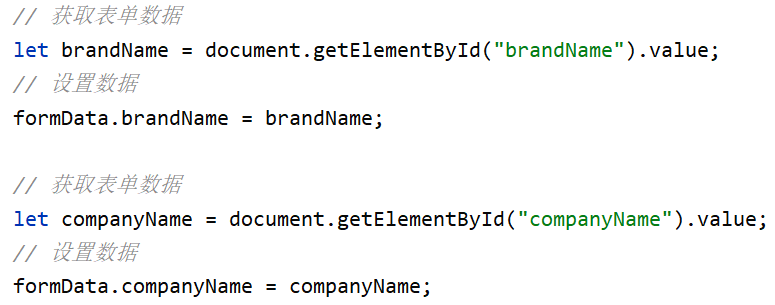 // 获取表单数据
let brandName = document.getElementById("brandName").value;
// 设置数据
formData.brandName = brandName;
// 获取表单数据
let companyName = document.getElementById("companyName").value;
// 设置数据
formData.companyName = companyName;